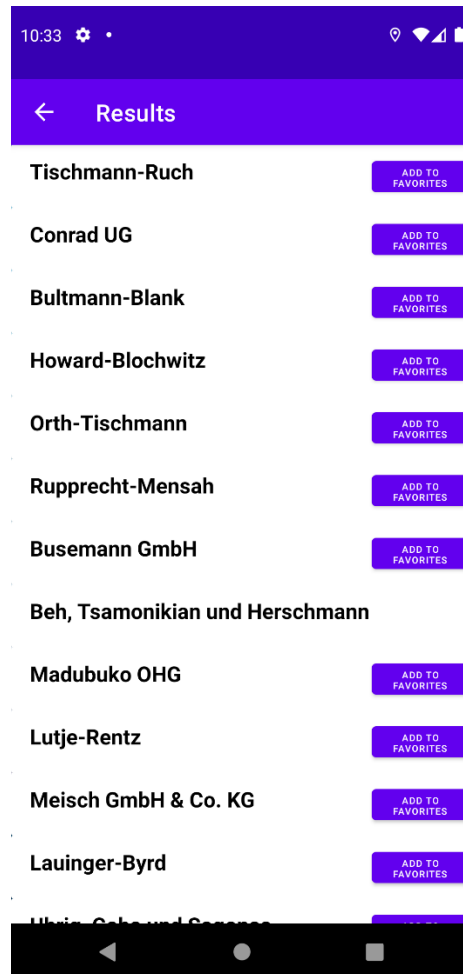 10:33
Results
Tischmann-Ruch
ADD TO
FAVORITES
Conrad UG
ADD TO
FAVORITES
Bultmann-Blank
ADD TO
FAVORITES
Howard-Blochwitz
ADD TO
FAVORITES
Orth-Tischmann
ADD TO
FAVORITES
Rupprecht-Mensah
ADD TO
FAVORITES
Busemann GmbH
ADD TO
FAVORITES
Beh, Tsamonikian und Herschmann
Madubuko OHG
ADD TO
FAVORITES
Lutje-Rentz
ADD TO
FAVORITES
Meisch GmbH & Co. KG
ADD TO
FAVORITES
Lauinger-Byrd
ADD TO
FAVORITES
und
ADD TO